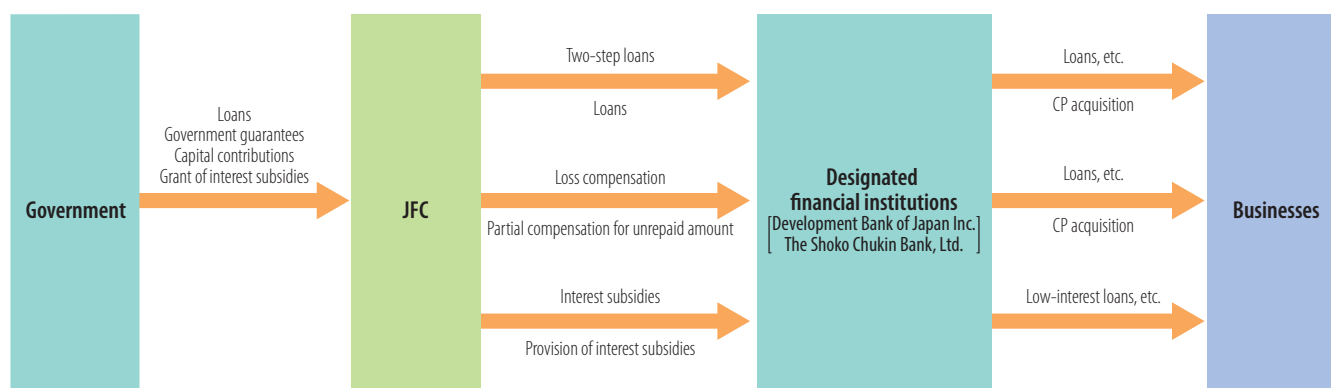 Government
Loans
Government guarantees
Capital contributions
Grant of interest subsidies
JFC
Two-step loans
Loans
Loss compensation
Partial compensation for unrepaid amount
Interest subsidies
Provision of interest subsidies
Designated
financial institutions
[Development Bank of Japan Inc.
The Shoko Chukin Bank, Ltd.]
Loans, etc.
CP acquisition
Loans, etc.
CP acquisition
Low-interest loans, etc.
Businesses